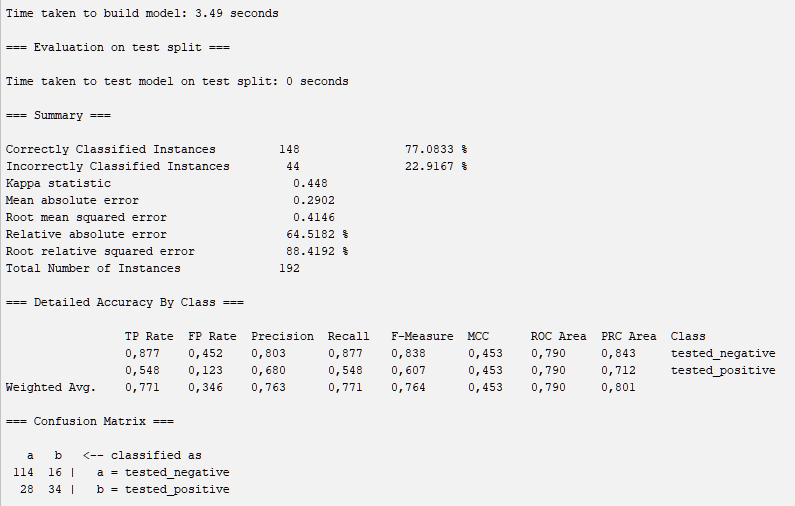 Time taken to build model: 3.49 seconds
=== Evaluation on test split ===
Time taken to test model on test split: 0 seconds
=== Summary ===
Correctly Classified Instances         148               77.0833 %
Incorrectly Classified Instances        44               22.9167 %
Kappa statistic                          0.448
Mean absolute error                      0.2902
Root mean squared error                  0.4146
Relative absolute error                 64.5182 %
Root relative squared error             88.4192 %
Total Number of Instances              192
=== Detailed Accuracy By Class ===
                 TP Rate  FP Rate  Precision  Recall   F-Measure  MCC      ROC Area  PRC Area  Class
                 0,877    0,452    0,803      0,877    0,838      0,453    0,790     0,843     tested_negative
                 0,548    0,123    0,680      0,548    0,607      0,453    0,790     0,712     tested_positive
Weighted Avg.    0,771    0,346    0,763      0,771    0,764      0,453    0,790     0,801
=== Confusion Matrix ===
   a   b   <-- classified as
 114  16 |   a = tested_negative
  28  34 |   b = tested_positive